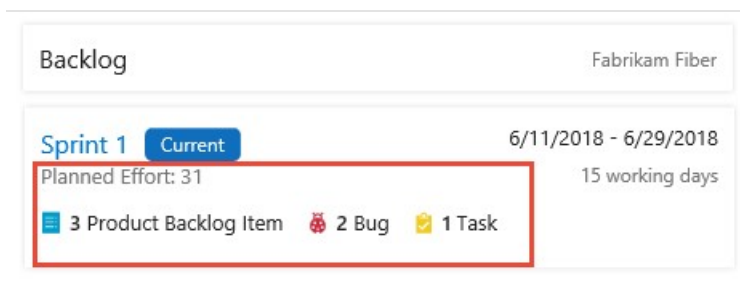 Backlog Fabrikam Fiber
Sprint 1 Current 6/11/2018 - 6/29/2018
Planned Effort: 31 15 working days
3 Product Backlog Item 2 Bug 1 Task